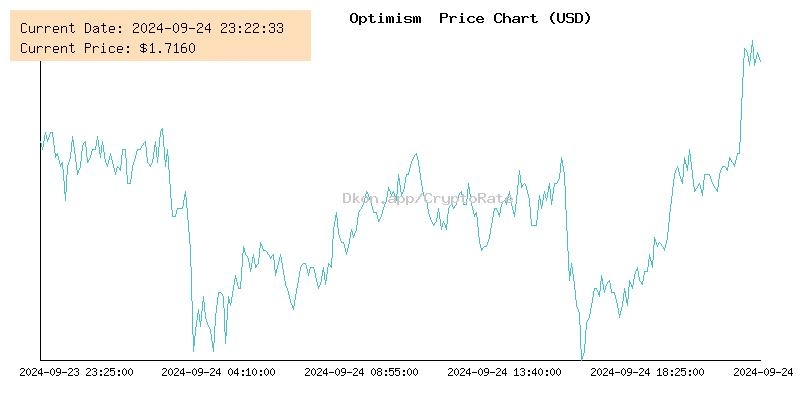 Optimism  Price Chart (USD)
Current Date: 2024-09-24 23:22:33
Current Price: $1.7160
Dkon.app/CryptoRate
2024-09-23 23:25:00
2024-09-24 04:10:00
2024-09-24 08:55:00
2024-09-24 13:40:00
2024-09-24 18:25:00
2024-09-24